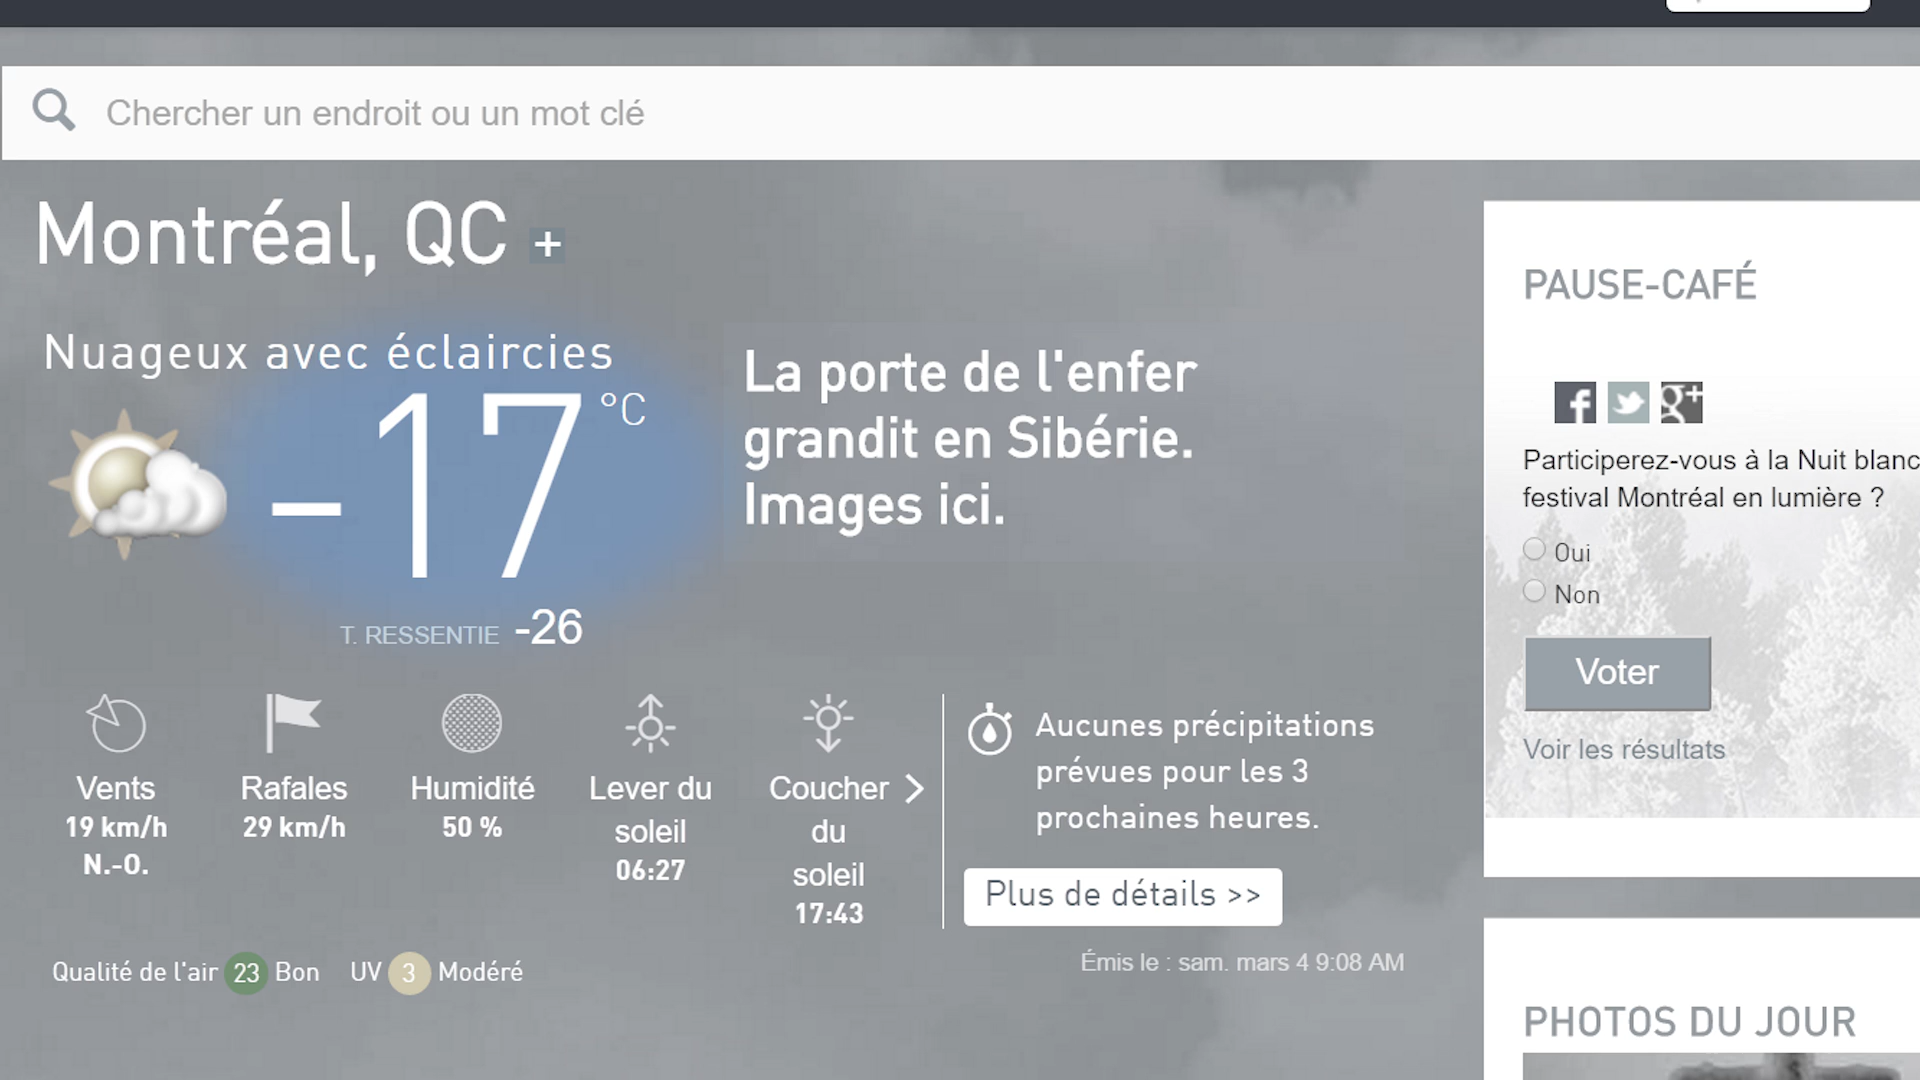 Chercher un endroit ou un mot clé
Montréal, QC +
Nuageux avec éclaircies
-17 °C
T. RESSENTIE -26
La porte de l'enfer
grandit en Sibérie.
Images ici.
Vents
19 km/h
N.-O.
Rafales
29 km/h
Humidité
50 %
Lever du
soleil
06:27
Coucher
du
soleil
17:43
Aucunes précipitations
prévues pour les 3
prochaines heures.
Plus de détails >>
Émis le : sam. mars 4 9:08 AM
Qualité de l'air 23 Bon UV 3 Modéré
PAUSE-CAFÉ
f g+
Participerez-vous à la Nuit blanc
festival Montréal en lumière ?
Oui
Non
Voter
Voir les résultats
PHOTOS DU JOUR